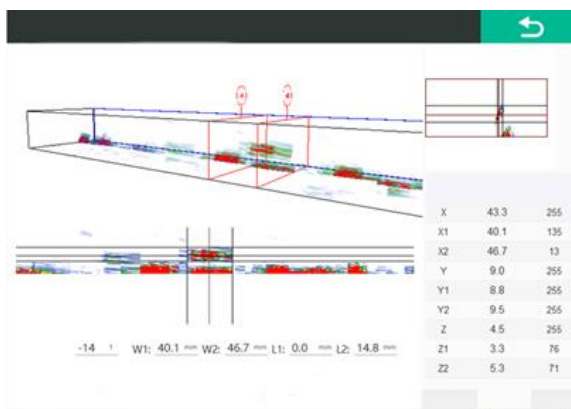 X 43.3 255
X1 40.1 135
X2 46.7 13
Y 9.0 255
Y1 8.8 255
Y2 9.5 255
Z 4.5 255
Z1 3.3 76
Z2 5.3 71
-14 W1: 40.1 mm W2: 46.7 mm L1: 0.0 mm L2: 14.8 mm